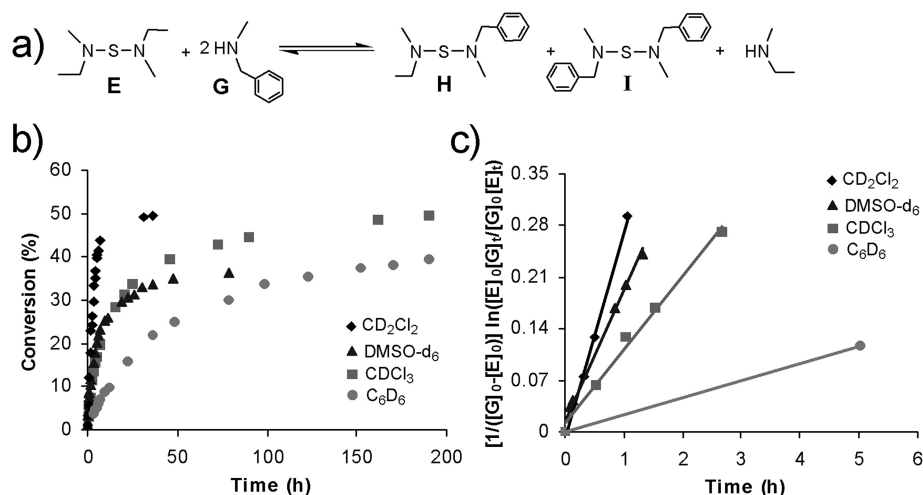 a)
N S N + 2 HN N S N + N S N + HN
E G H I
b)
Conversion (%)
60
50
40
30
20
10
0
0 50 100 150 200
Time (h)
CD2Cl2
DMSO-d6
CDCl3
C6D6
c)
[1/([G]0-[E]0)] ln([E]0[G]t/[G]0[E]t)
0.35
0.28
0.21
0.14
0.07
0
0 1 2 3 4 5 6
Time (h)
CD2Cl2
DMSO-d6
CDCl3
C6D6